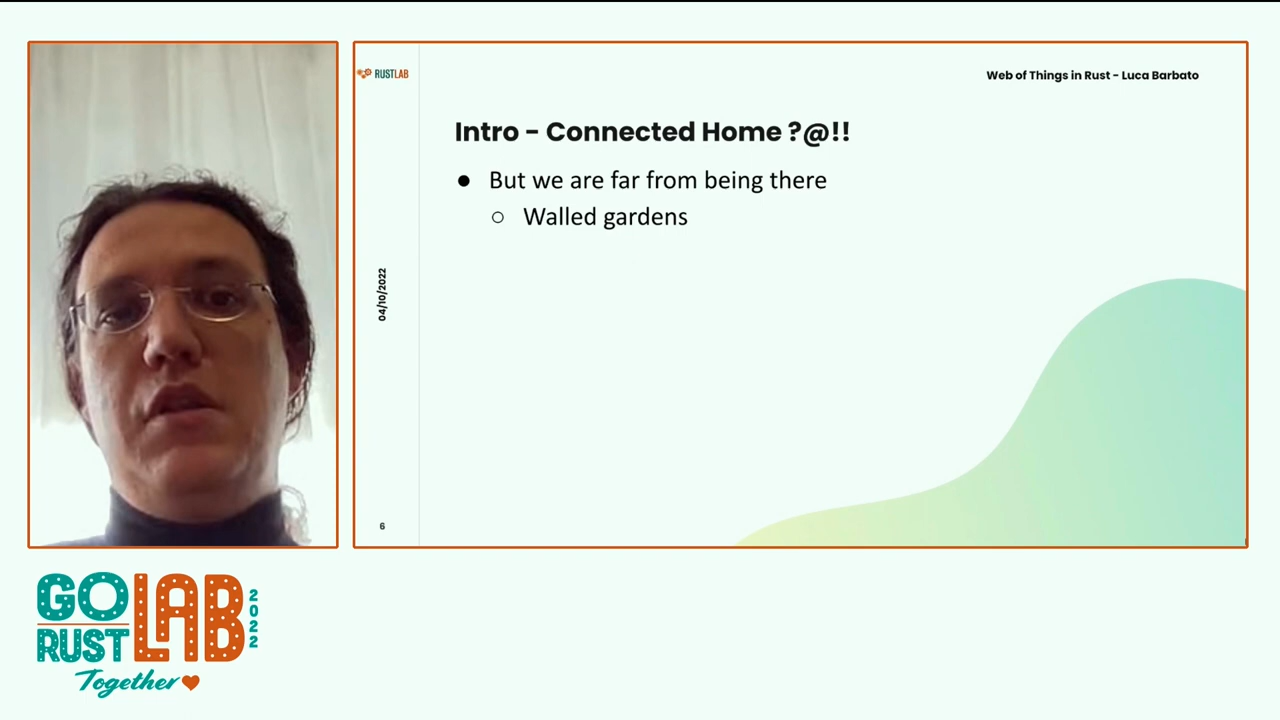 RUSTLAB
Web of Things in Rust - Luca Barbato
Intro - Connected Home ?@!!
● But we are far from being there
○ Walled gardens
04/10/2022
6
GO LAB 2022
RUST
Together